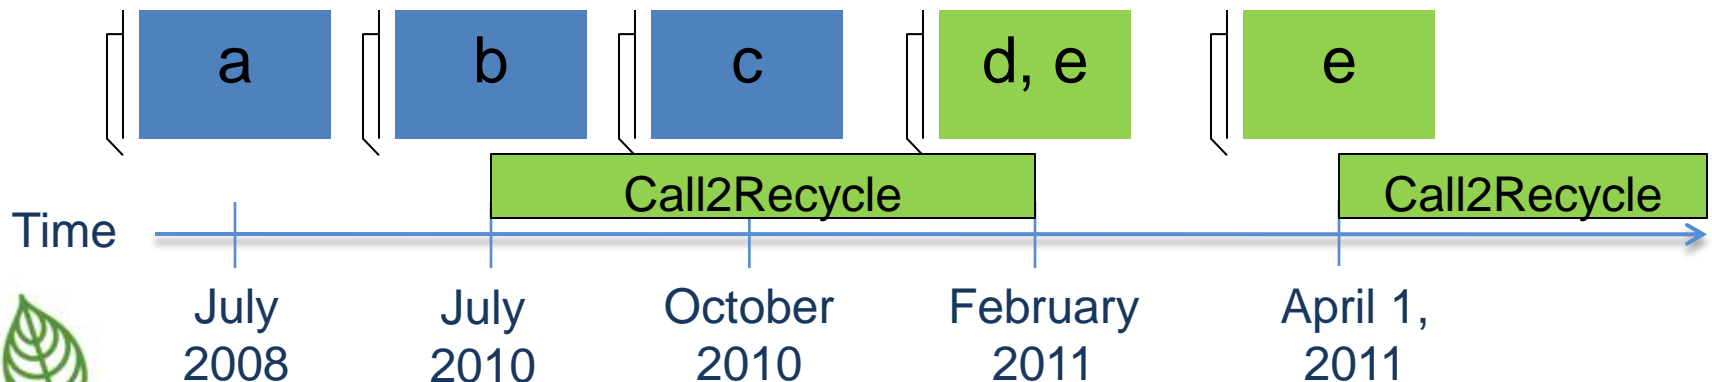 a
b
c
d, e
e
Call2Recycle
Call2Recycle
Time
July
2008
July
2010
October
2010
February
2011
April 1,
2011